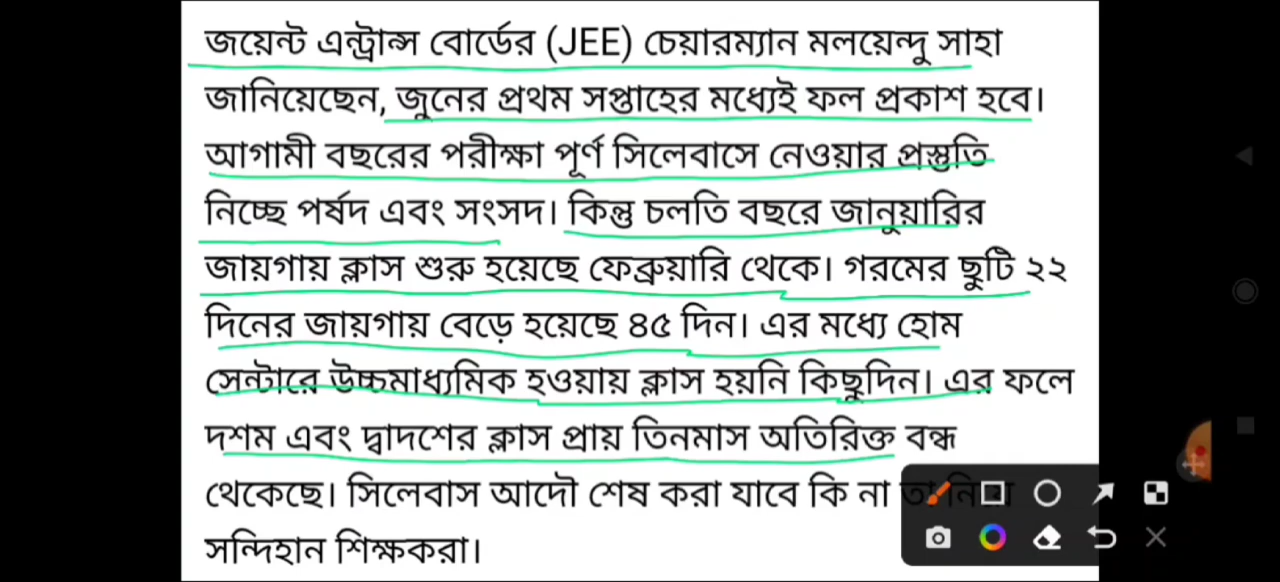 জয়েন্ট এন্ট্রান্স বোর্ডের (JEE) চেয়ারম্যান মলয়েন্দু সাহা
জানিয়েছেন, জুনের প্রথম সপ্তাহের মধ্যেই ফল প্রকাশ হবে।
আগামী বছরের পরীক্ষা পূর্ণ সিলেবাসে নেওয়ার প্রস্তুতি
নিচ্ছে পর্ষদ এবং সংসদ। কিন্তু চলতি বছরে জানুয়ারির
জায়গায় ক্লাস শুরু হয়েছে ফেব্রুয়ারি থেকে। গরমের ছুটি ২২
দিনের জায়গায় বেড়ে হয়েছে ৪৫ দিন। এর মধ্যে হোম
সেন্টারে উচ্চমাধ্যমিক হওয়ায় ক্লাস হয়নি কিছুদিন। এর ফলে
দশম এবং দ্বাদশের ক্লাস প্রায় তিনমাস অতিরিক্ত বন্ধ
থেকেছে। সিলেবাস আদৌ শেষ করা যাবে কি না তা
সন্দিহান শিক্ষকরা।